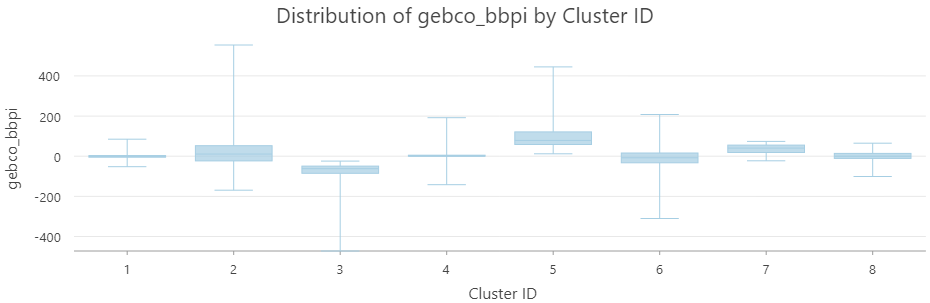 Distribution of gebco_bbpi by Cluster ID
gebco_bbpi
400
200
0
-200
-400
1 2 3 4 5 6 7 8
Cluster ID